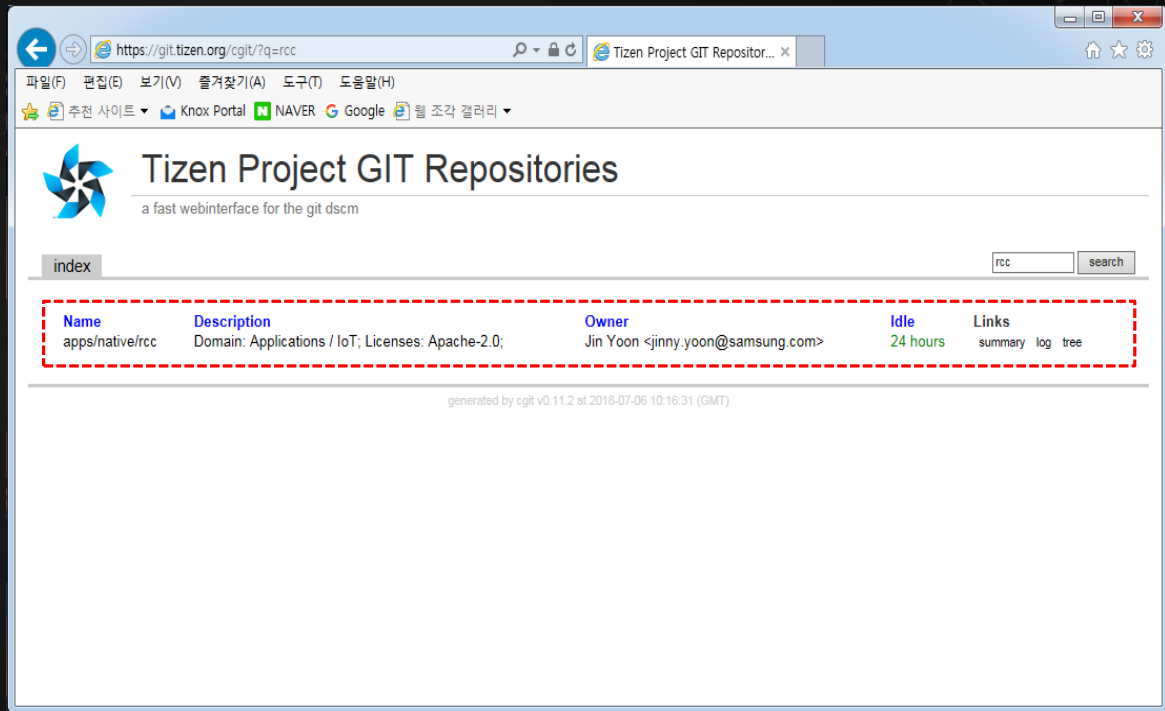 https://git.tizen.org/cgit/?q=rcc
Tizen Project GIT Repositor...
파일(F) 편집(E) 보기(V) 즐겨찾기(A) 도구(T) 도움말(H)
추천 사이트 Knox Portal NAVER Google 웹 조각 갤러리
Tizen Project GIT Repositories
a fast webinterface for the git dscm
index rcc search
Name Description Owner Idle Links
apps/native/rcc Domain: Applications / IoT; Licenses: Apache-2.0; Jin Yoon <jinny.yoon@samsung.com> 24 hours summary log tree
generated by cgit v0.11.2 at 2018-07-06 10:16:31 (GMT)